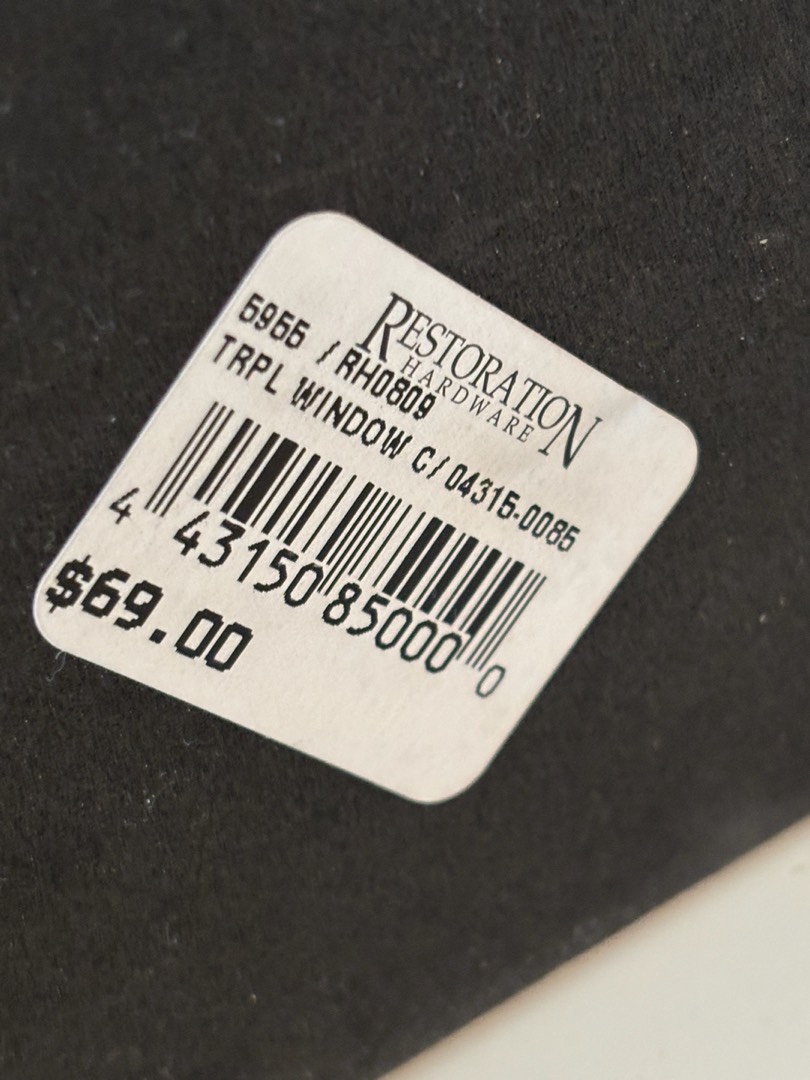 RESTORATION
HARDWARE
5955 / RH0809
TRPL WINDOW C/ 04315-0085
4 43150 85000 0
$69.00